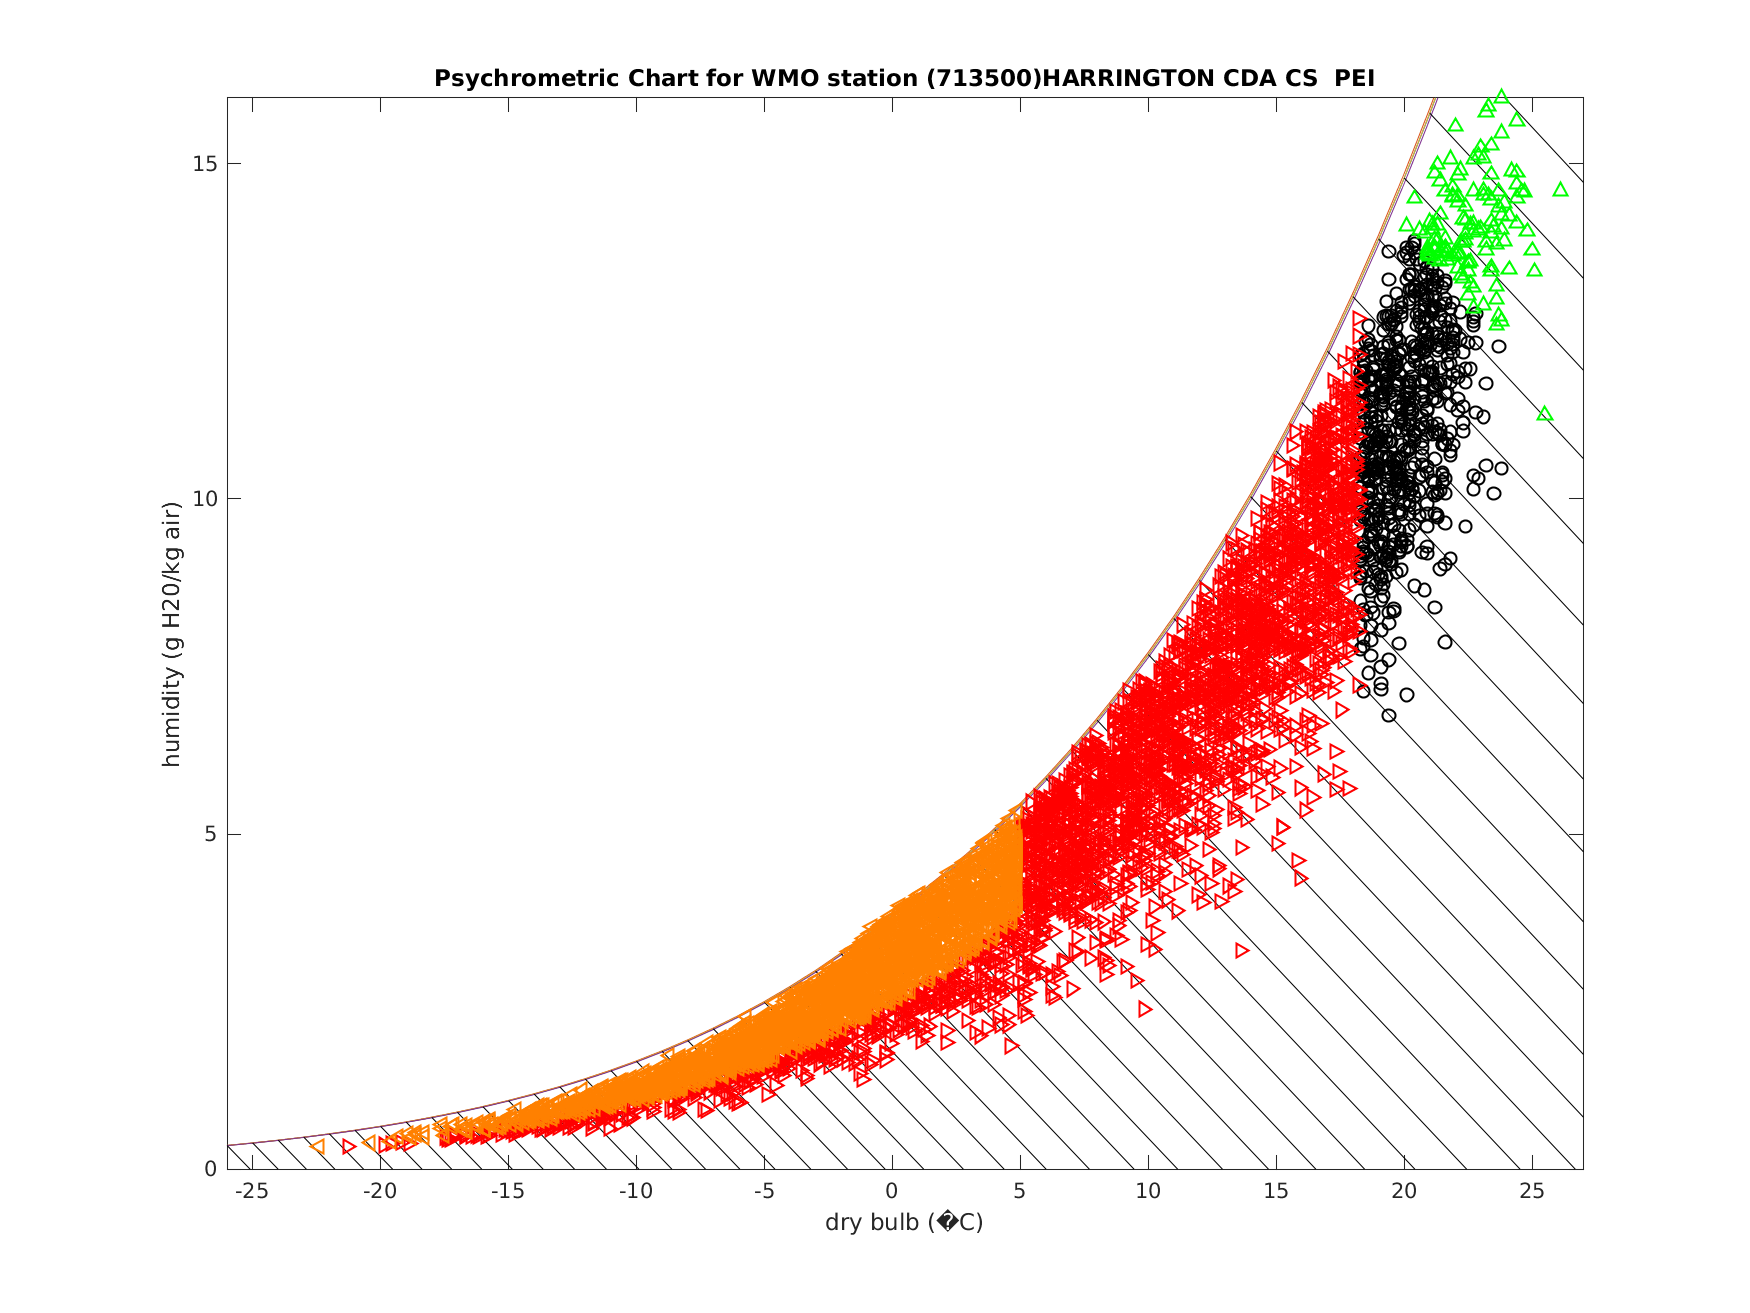 Psychrometric Chart for WMO station (713500)HARRINGTON CDA CS  PEI
15
10
5
0
humidity (g H20/kg air)
-25 -20 -15 -10 -5 0 5 10 15 20 25
dry bulb (�C)